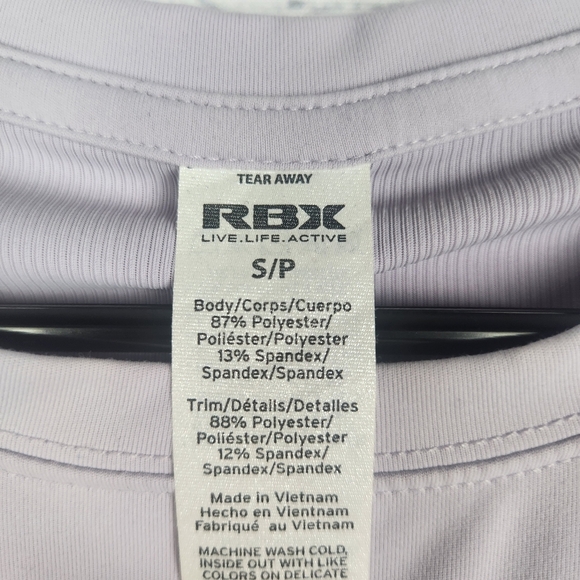 TEAR AWAY
RBX
LIVE.LIFE.ACTIVE
S/P
Body/Corps/Cuerpo
87% Polyester/
Poliéster/Polyester
13% Spandex/
Spandex/Spandex
Trim/Détails/Detalles
88% Polyester/
Poliéster/Polyester
12% Spandex/
Spandex/Spandex
Made in Vietnam
Hecho en Vientnam
Fabriqué au Vietnam
MACHINE WASH COLD,
INSIDE OUT WITH LIKE
COLORS ON DELICATE